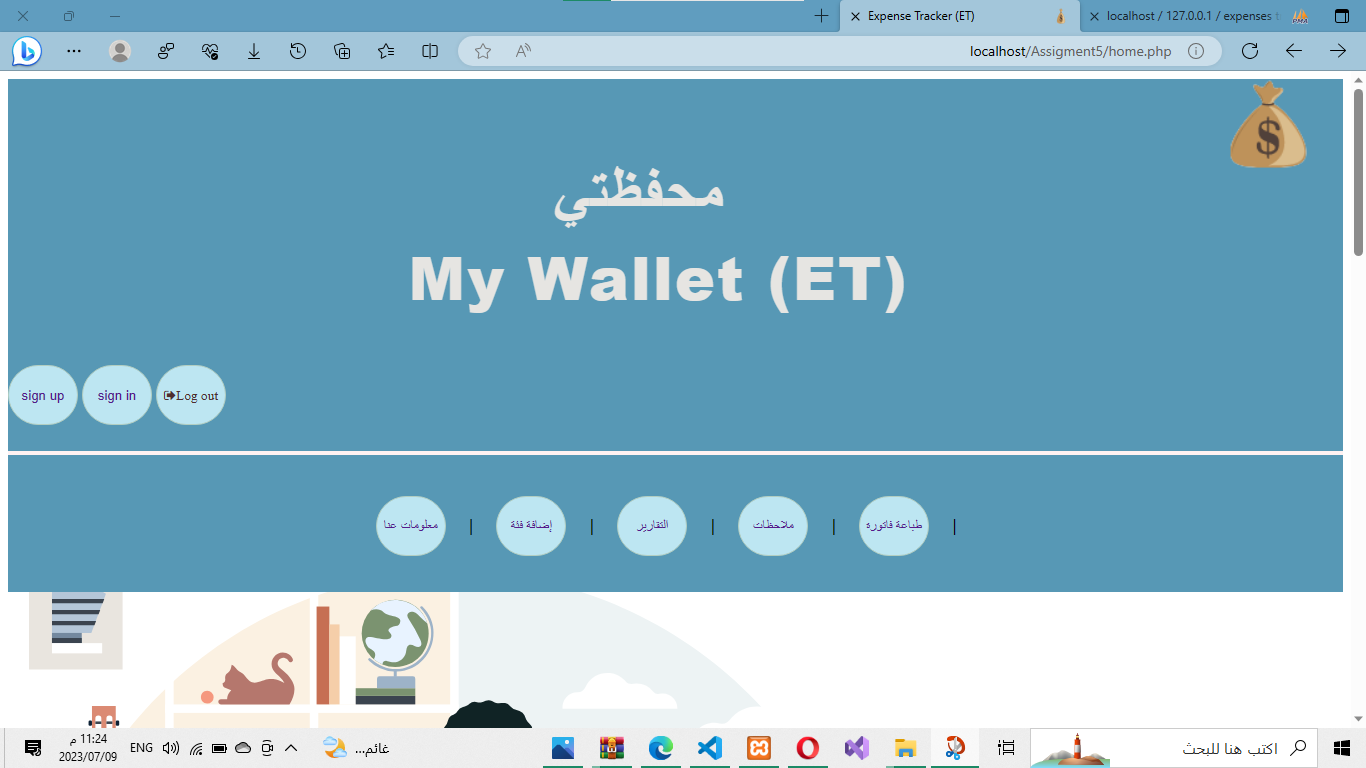 Expense Tracker (ET)
localhost / 127.0.0.1 / expenses t
localhost/Assigment5/home.php
محفظتي
My Wallet (ET)
sign up
sign in
Log out
طباعة فاتورة
|
ملاحظات
|
التقارير
|
إضافة فئة
|
معلومات عنا
|
اكتب هنا للبحث
غائم...
ENG
11:24 م
2023/07/09